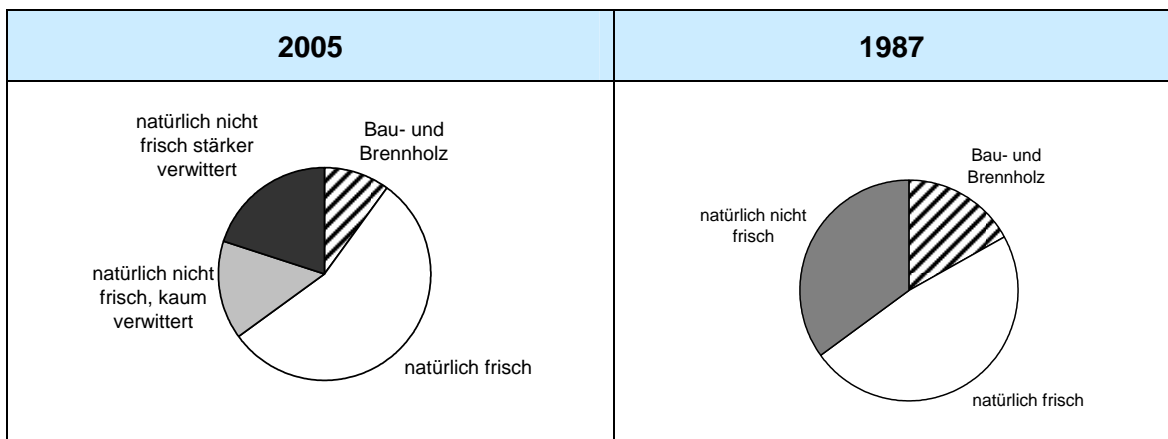 2005
1987
natürlich nicht
frisch stärker
verwittert
Bau- und
Brennholz
natürlich nicht
frisch, kaum
verwittert
natürlich frisch
Bau- und
Brennholz
natürlich nicht
frisch
natürlich frisch